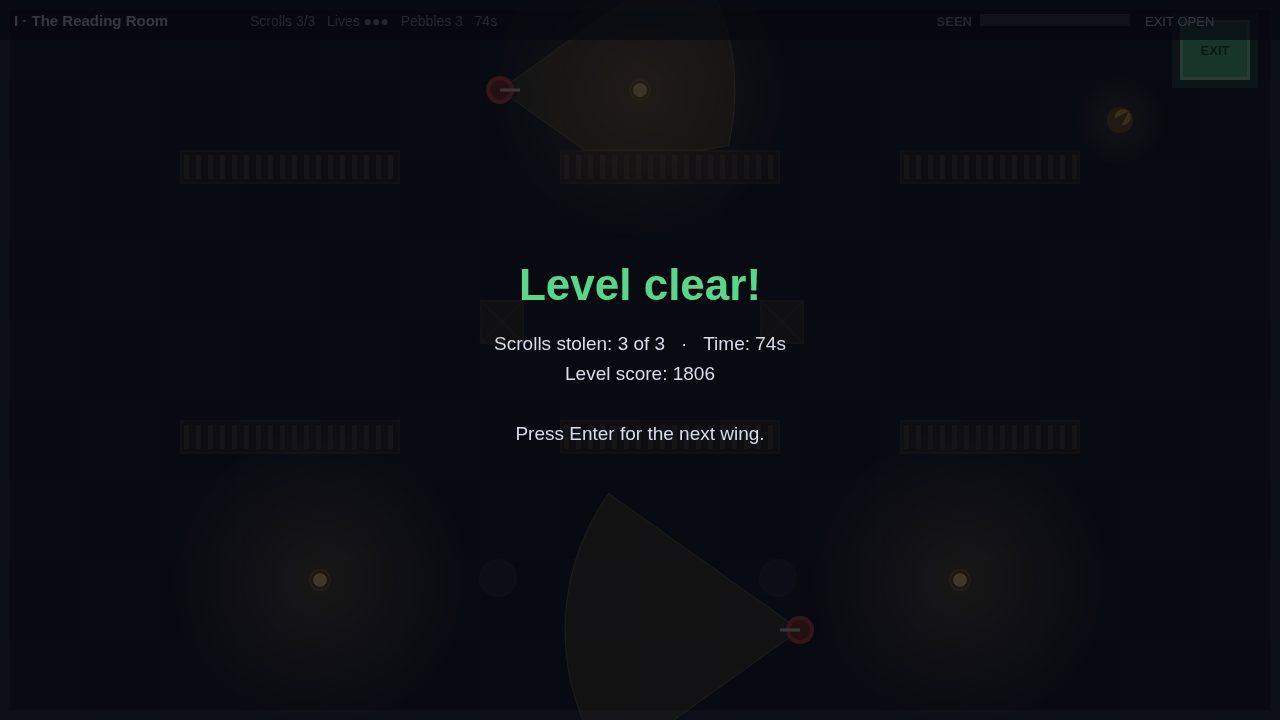 I · The Reading Room Scrolls 3/3 Lives ●●● Pebbles 3 74s SEEN EXIT OPEN
EXIT
Level clear!
Scrolls stolen: 3 of 3 · Time: 74s
Level score: 1806
Press Enter for the next wing.